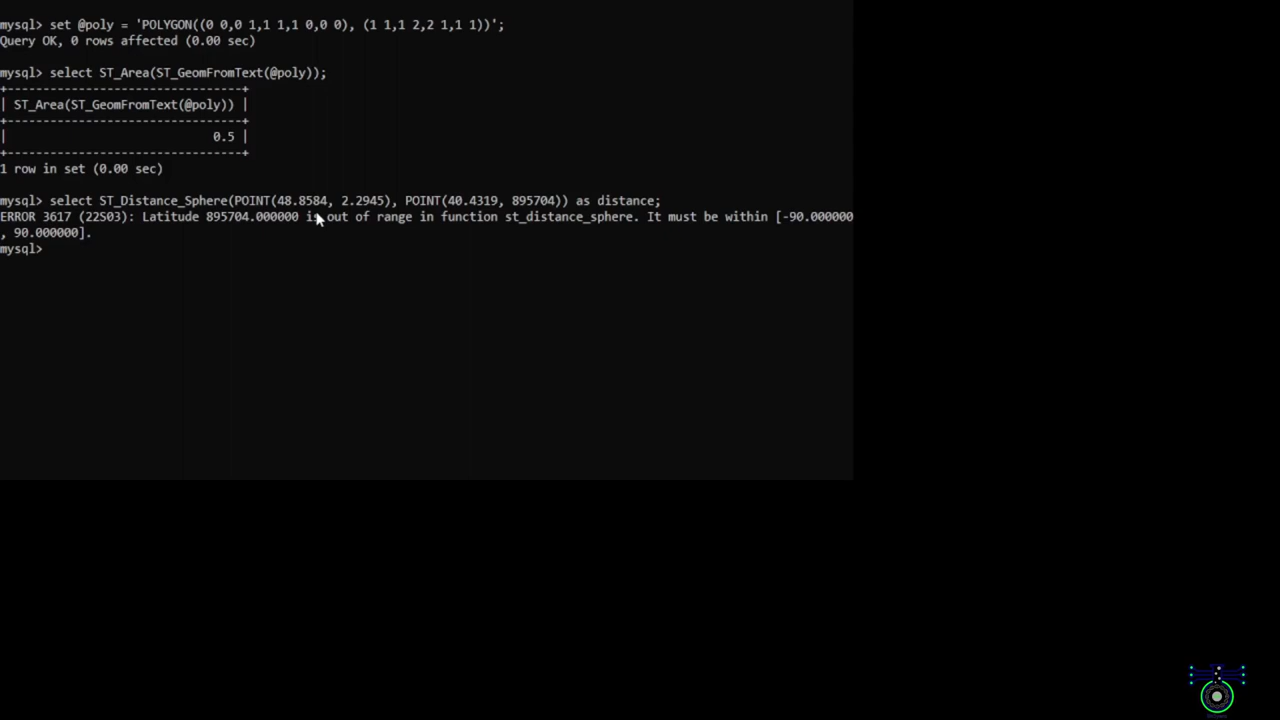 mysql> set @poly = 'POLYGON((0 0,0 1,1 1,1 0,0 0), (1 1,1 2,2 1,1 1))';
Query OK, 0 rows affected (0.00 sec)
mysql> select ST_Area(ST_GeomFromText(@poly));
+---------------------------------+
| ST_Area(ST_GeomFromText(@poly)) |
+---------------------------------+
|                             0.5 |
+---------------------------------+
1 row in set (0.00 sec)
mysql> select ST_Distance_Sphere(POINT(48.8584, 2.2945), POINT(40.4319, 895704)) as distance;
ERROR 3617 (22S03): Latitude 895704.000000 is out of range in function st_distance_sphere. It must be within [-90.000000
, 90.000000].
mysql>